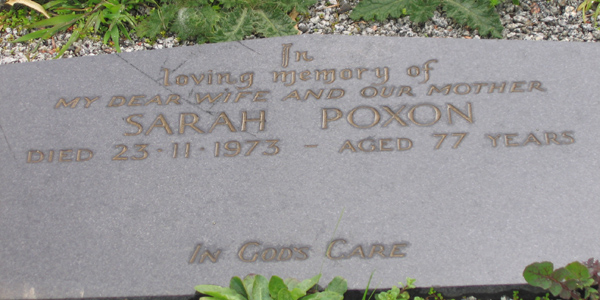 In
loving memory of
MY DEAR WIFE AND OUR MOTHER
SARAH POXON
DIED 23·11·1973 – AGED 77 YEARS
IN GODS CARE